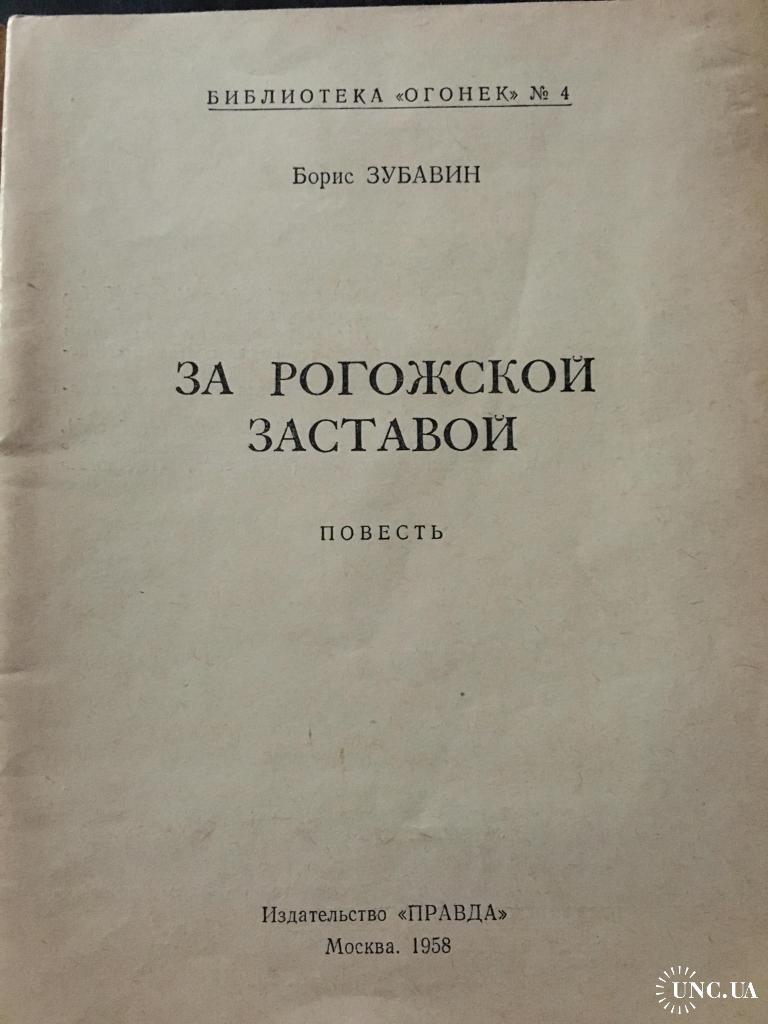 БИБЛИОТЕКА «ОГОНЕК» № 4
Борис ЗУБАВИН
ЗА РОГОЖСКОЙ
ЗАСТАВОЙ
ПОВЕСТЬ
Издательство «ПРАВДА»
Москва. 1958
UNC.UA